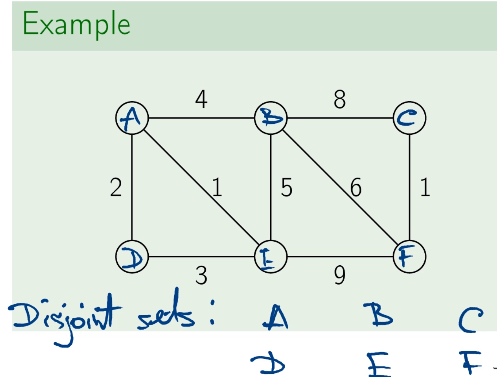 Example
4 8
A B C
2 1 5 6 1
D E F
3 9
Disjoint sets : A B C
D E F